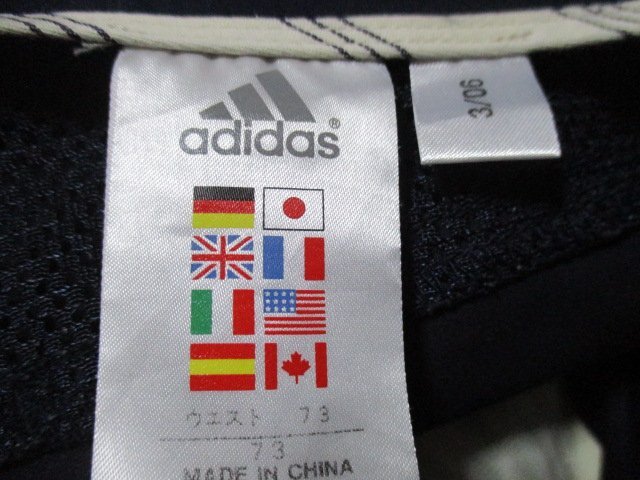 adidas®
3/06
ウエスト 73
73
MADE IN CHINA